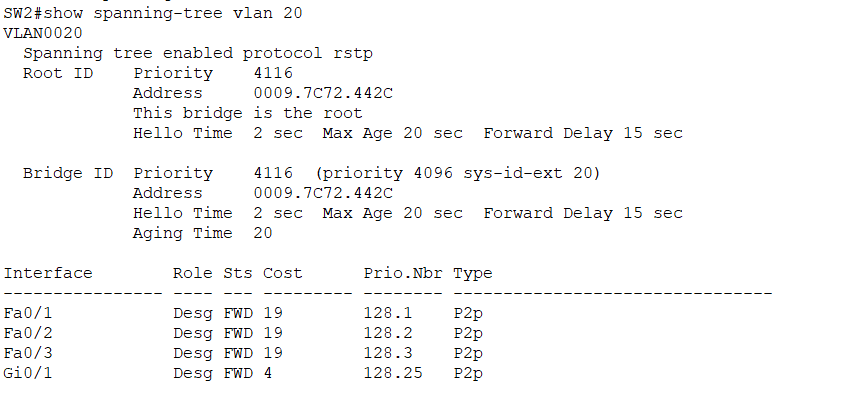 SW2#show spanning-tree vlan 20
VLAN0020
  Spanning tree enabled protocol rstp
  Root ID    Priority    4116
             Address     0009.7C72.442C
             This bridge is the root
             Hello Time  2 sec  Max Age 20 sec  Forward Delay 15 sec

  Bridge ID  Priority    4116  (priority 4096 sys-id-ext 20)
             Address     0009.7C72.442C
             Hello Time  2 sec  Max Age 20 sec  Forward Delay 15 sec
             Aging Time  20

Interface        Role Sts Cost      Prio.Nbr Type
---------------- ---- --- --------- -------- --------------------------------
Fa0/1            Desg FWD 19        128.1    P2p
Fa0/2            Desg FWD 19        128.2    P2p
Fa0/3            Desg FWD 19        128.3    P2p
Gi0/1            Desg FWD 4         128.25   P2p